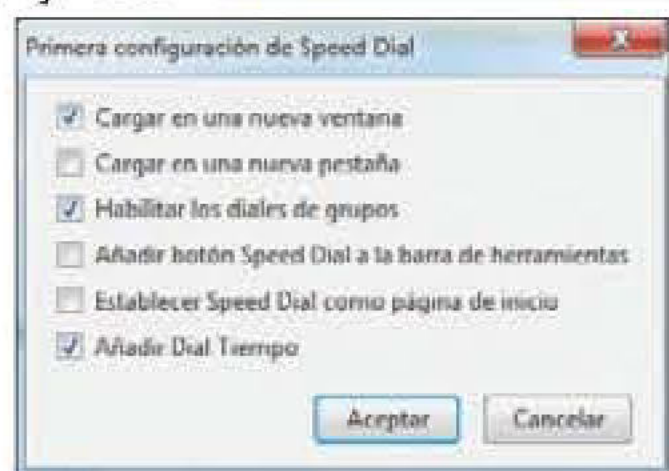 Primera configuración de Speed Dial
Cargar en una nueva ventana
Cargar en una nueva pestaña
Habilitar los diales de grupos
Añadir botón Speed Dial a la barra de herramientas
Establecer Speed Dial como página de inicio
Añadir Dial Tiempo
Aceptar
Cancelar